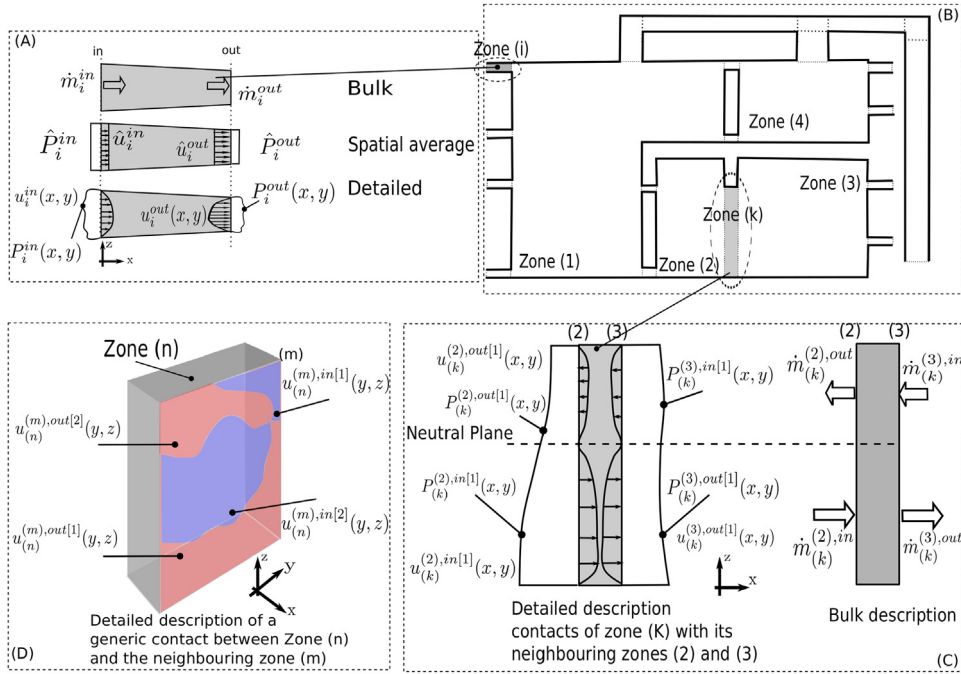 (A)
in
out
ṁ_i^{in}
ṁ_i^{out}
Bulk
P̂_i^{in}
û_i^{in}
û_i^{out}
P̂_i^{out}
Spatial average
Detailed
u_i^{in}(x, y)
u_i^{out}(x, y)
P_i^{out}(x, y)
P_i^{in}(x, y)
z
x
(B)
Zone (i)
Zone (4)
Zone (3)
Zone (k)
Zone (1)
Zone (2)
Zone (n)
(m)
u_{(n)}^{(m),in[1]}(y, z)
u_{(n)}^{(m),out[2]}(y, z)
u_{(n)}^{(m),in[2]}(y, z)
u_{(n)}^{(m),out[1]}(y, z)
z
y
x
Detailed description of a
generic contact between Zone (n)
and the neighbouring zone (m)
(D)
(2)
(3)
u_{(k)}^{(2),out[1]}(x, y)
P_{(k)}^{(2),out[1]}(x, y)
P_{(k)}^{(3),in[1]}(x, y)
Neutral Plane
P_{(k)}^{(2),in[1]}(x, y)
P_{(k)}^{(3),out[1]}(x, y)
u_{(k)}^{(3),out[1]}(x, y)
u_{(k)}^{(2),in[1]}(x, y)
z
x
Detailed description
contacts of zone (K) with its
neighbouring zones (2) and (3)
(2)
(3)
ṁ_{(k)}^{(2),out}
ṁ_{(k)}^{(3),in}
ṁ_{(k)}^{(2),in}
ṁ_{(k)}^{(3),out}
Bulk description
(C)